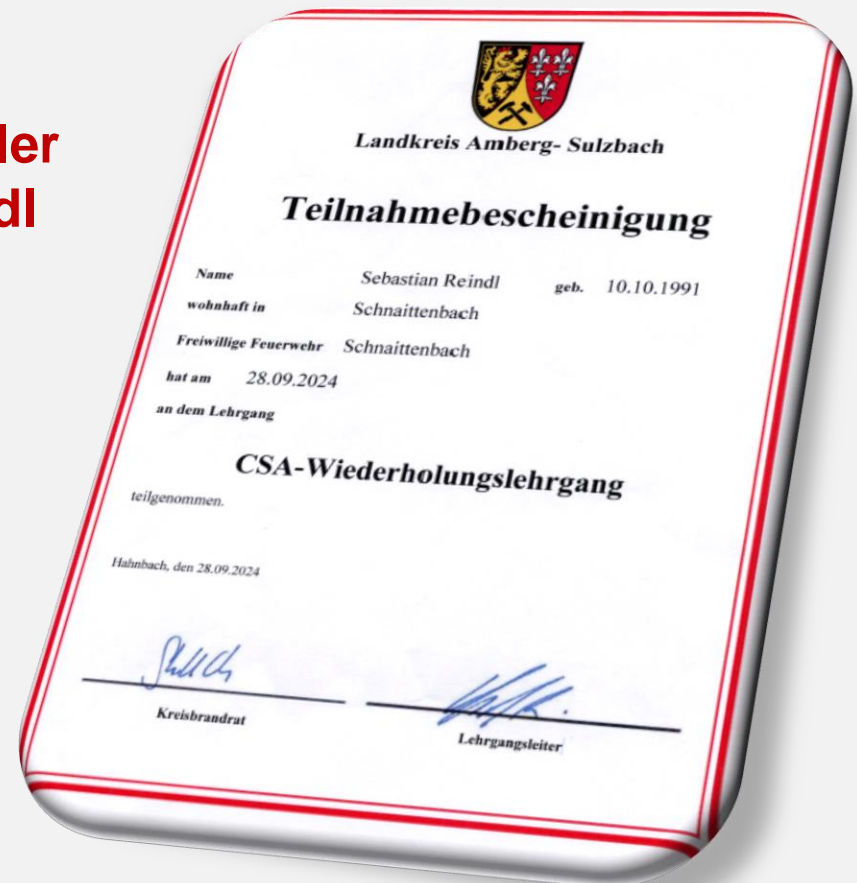 ler
dl
Landkreis Amberg- Sulzbach
Teilnahmebescheinigung
Name Sebastian Reindl geb. 10.10.1991
wohnhaft in Schnaittenbach
Freiwillige Feuerwehr Schnaittenbach
hat am 28.09.2024
an dem Lehrgang
CSA-Wiederholungslehrgang
teilgenommen.
Hahnbach, den 28.09.2024
Kreisbrandrat Lehrgangsleiter